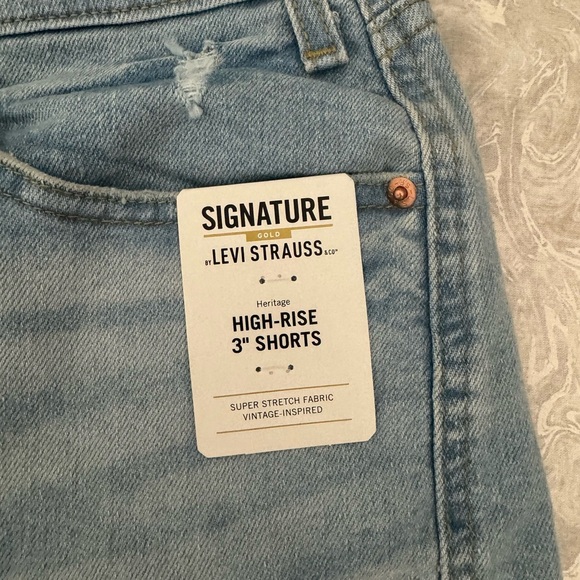 SIGNATURE
GOLD
BY LEVI STRAUSS & CO®
Heritage
HIGH-RISE
3" SHORTS
SUPER STRETCH FABRIC
VINTAGE-INSPIRED